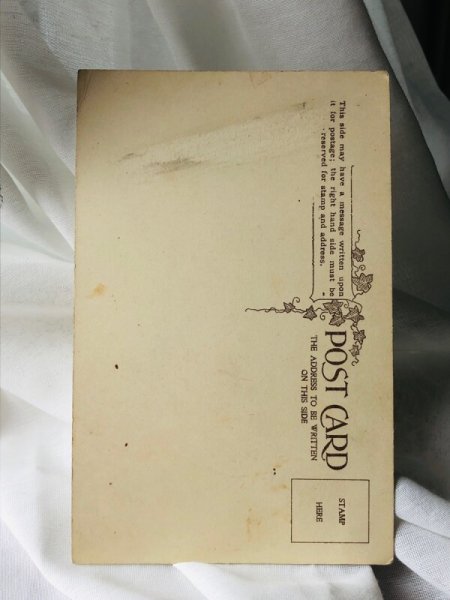 This side may have a message written upon
it for postage; the right hand side must be
reserved for stamp and address.
POST CARD
THE ADDRESS TO BE WRITTEN
ON THIS SIDE
STAMP
HERE